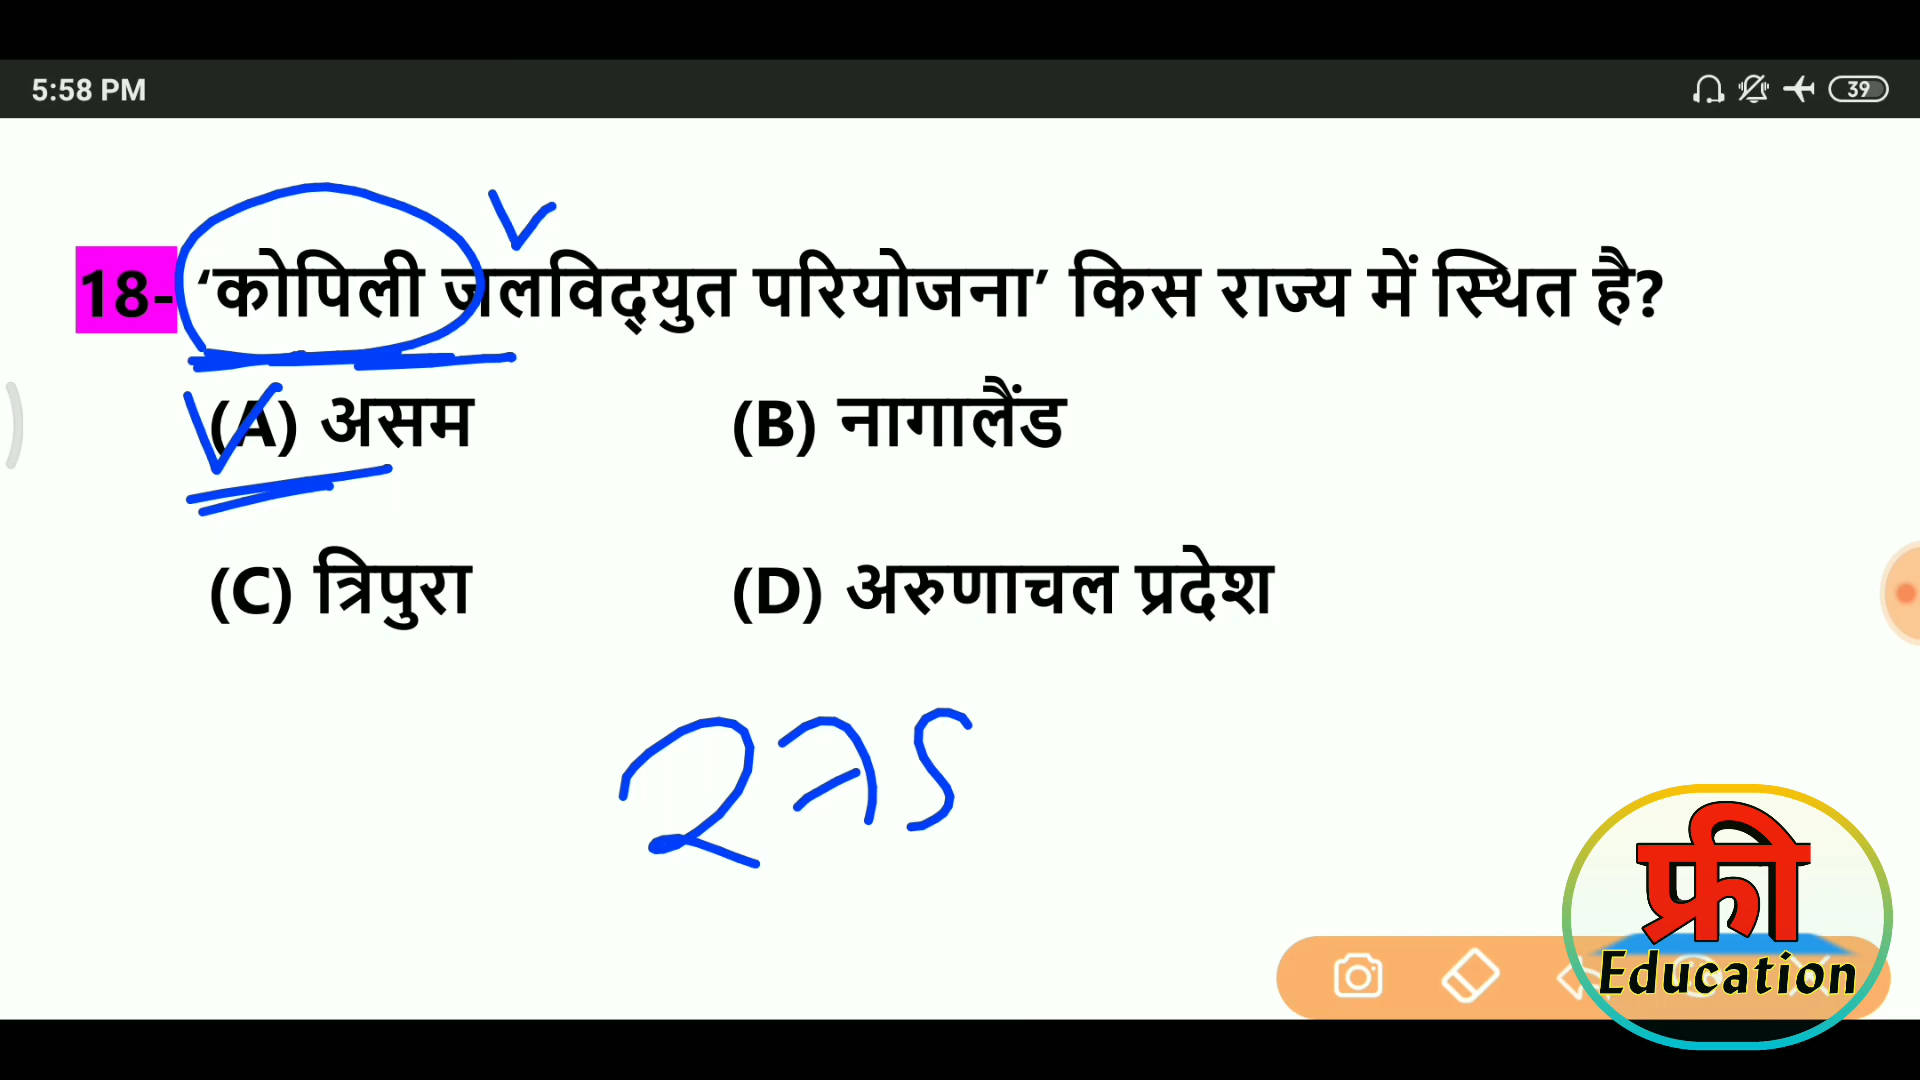 5:58 PM
39
18- ‘कोपिली जलविद्युत परियोजना’ किस राज्य में स्थित है?
(A) असम (B) नागालैंड
(C) त्रिपुरा (D) अरुणाचल प्रदेश
275
फ्री
Education